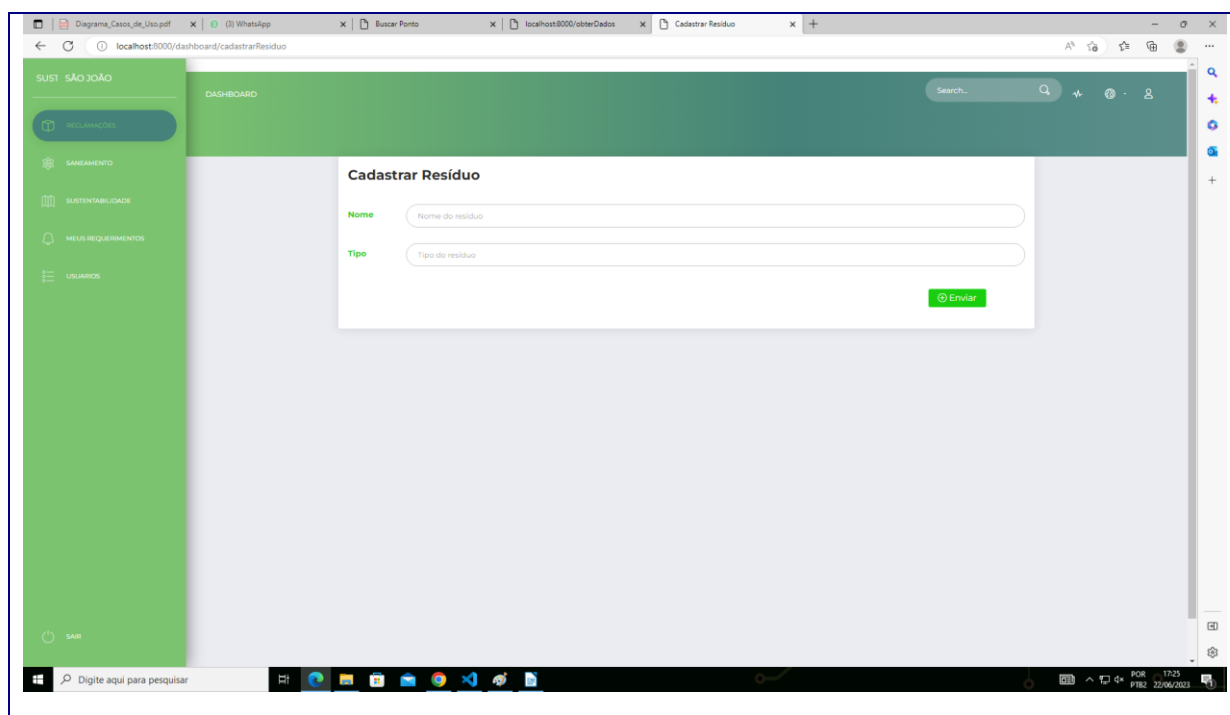 Diagrama_Casos_de_Uso.pdf
(3) WhatsApp
Buscar Ponto
localhost:8000/obterDados
Cadastrar Resíduo
localhost:8000/dashboard/cadastrarResiduo
SUST SÃO JOÃO
DASHBOARD
Search...
RECLAMAÇÕES
SANEAMENTO
SUSTENTABILIDADE
MEUS REQUERIMENTOS
USUARIOS
SAIR
Cadastrar Resíduo
Nome
Nome do resíduo
Tipo
Tipo do resíduo
Enviar
Digite aqui para pesquisar
POR 17:25
PTB2 22/06/2023